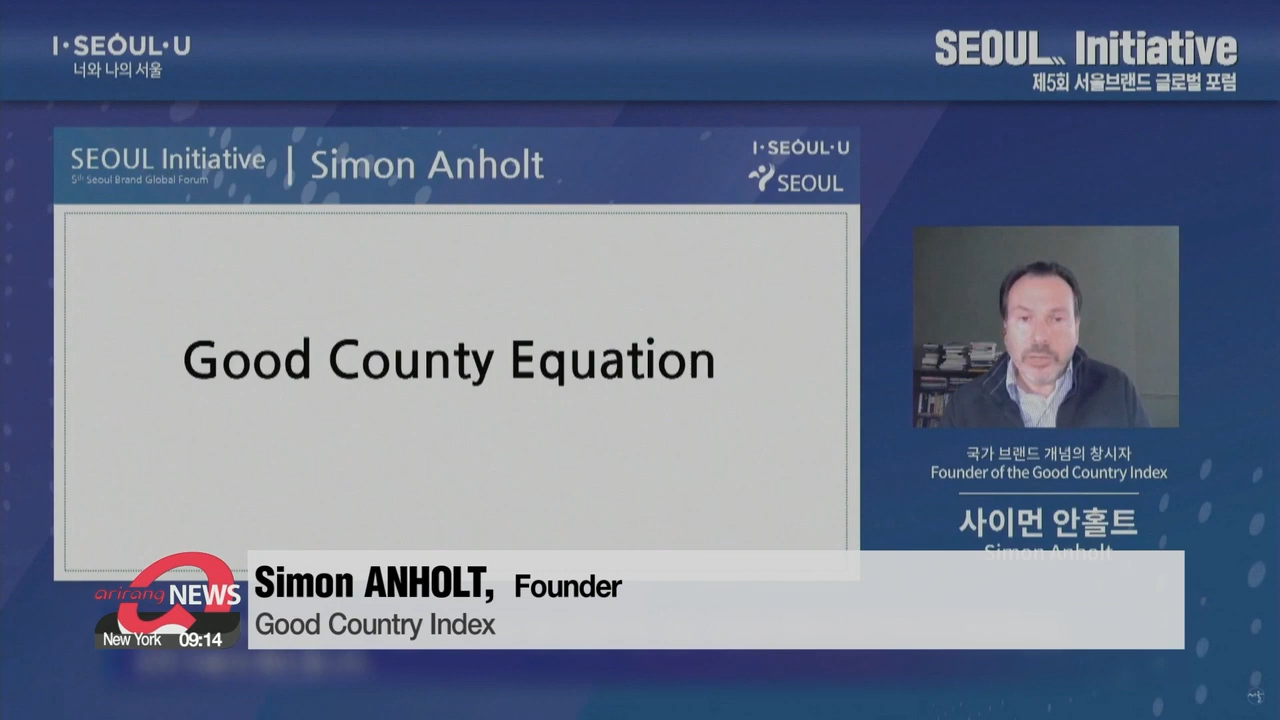 I·SEOUL·U
너와 나의 서울
SEOUL Initiative
제5회 서울브랜드 글로벌 포럼
SEOUL Initiative | Simon Anholt
5th Seoul Brand Global Forum
I·SEOUL·U
SEOUL
Good County Equation
국가 브랜드 개념의 창시자
Founder of the Good Country Index
사이먼 안홀트
Simon Anholt
arirang NEWS
New York 09:14
Simon ANHOLT, Founder
Good Country Index